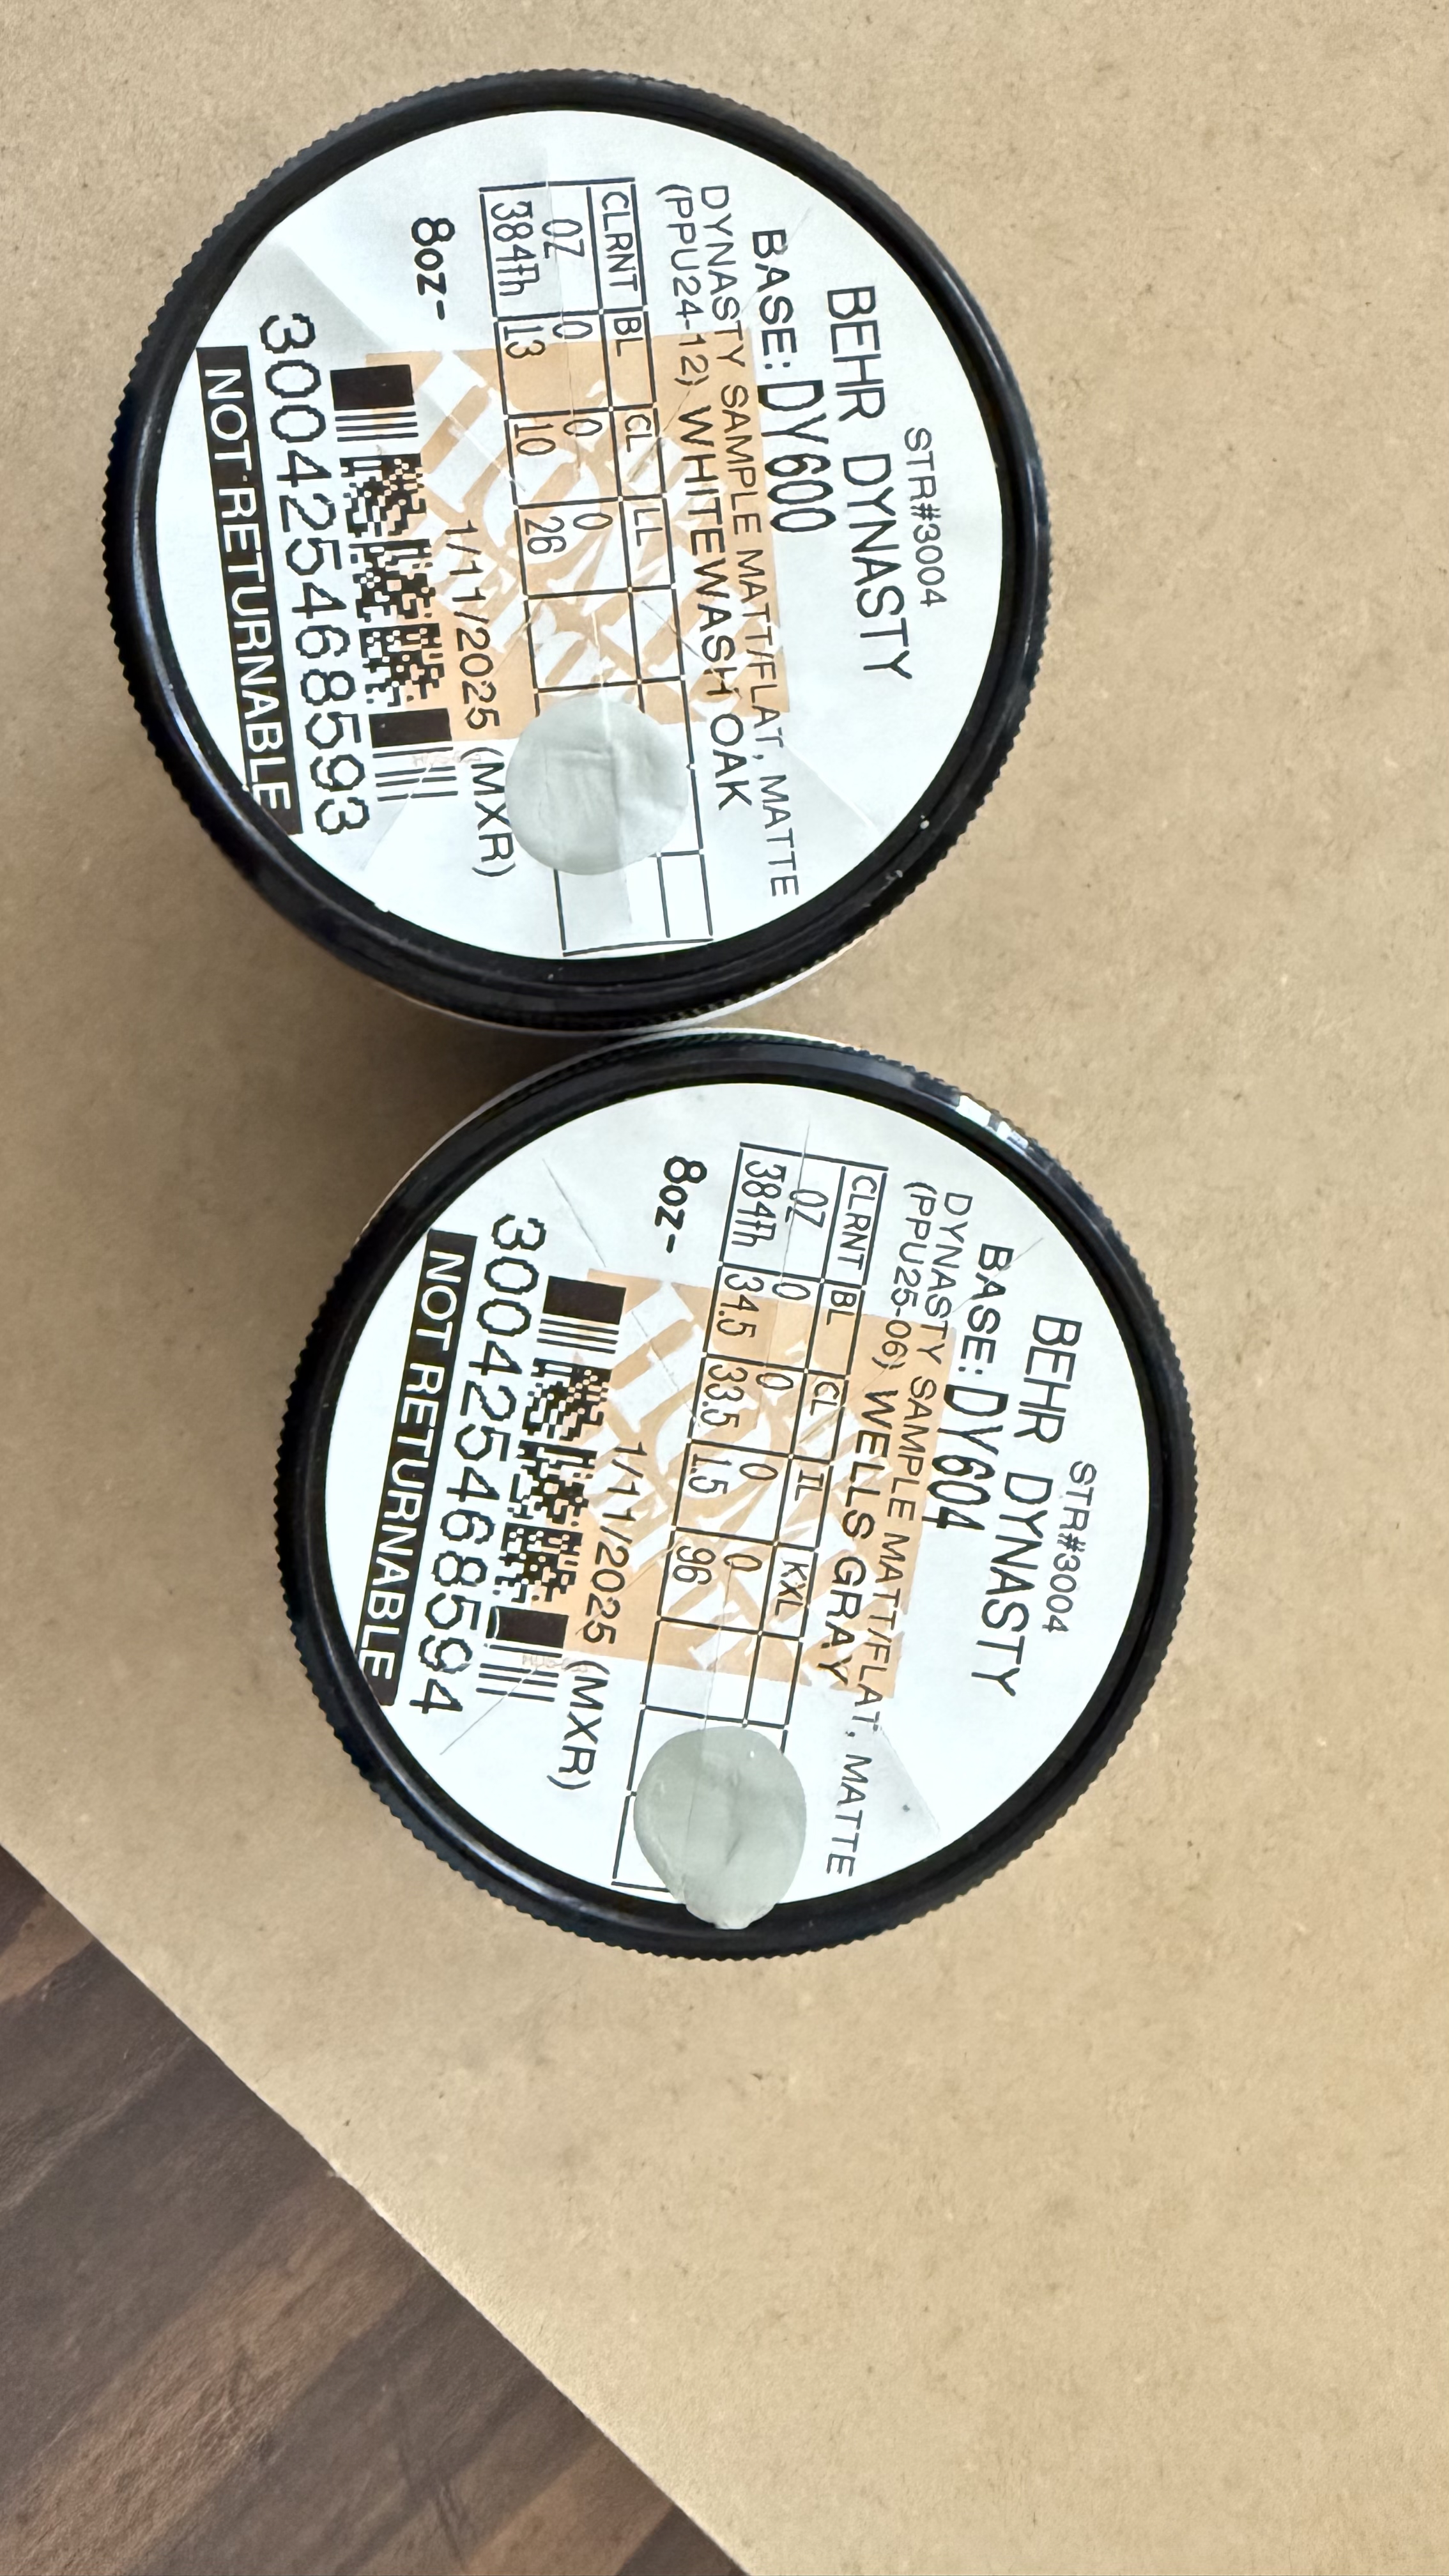 STR#3004
BEHR DYNASTY
BASE: DY600
DYNASTY SAMPLE MATT/FLAT, MATTE
(PPU24-12) WHITEWASH OAK
CLRNT BL CL LL
OZ 0 0 0
384th 13 10 26
8oz-
1/11/2025 (MXR)
30042546 8593
NOT RETURNABLE
STR#3004
BEHR DYNASTY
BASE: DY604
DYNASTY SAMPLE MATT/FLAT, MATTE
(PPU25-06) WELLS GRAY
CLRNT BL CL IL KXL
OZ 0 0 0 0
384th 34.5 33.5 1.5 96
8oz-
1/11/2025 (MXR)
300425468594
NOT RETURNABLE